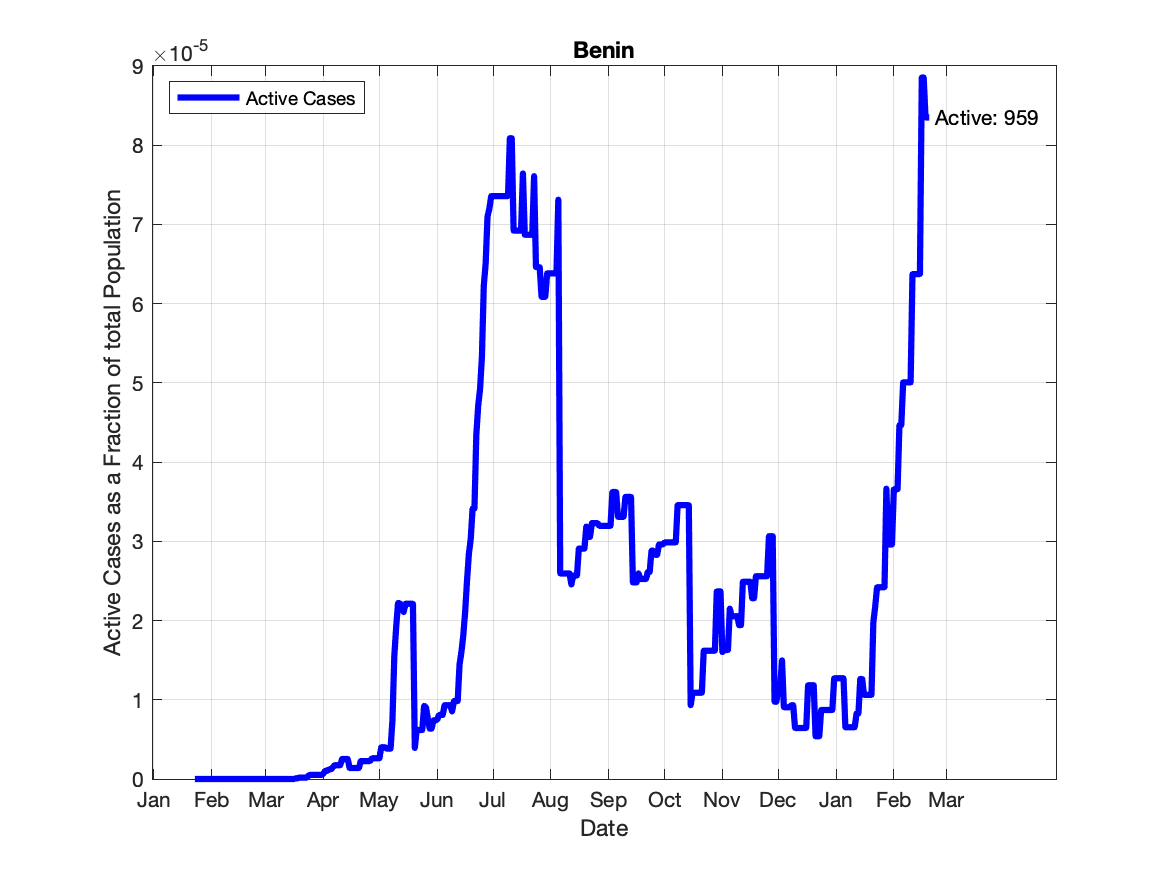 Benin
×10-5
9
8
7
6
5
4
3
2
1
0
Active Cases
Active: 959
Active Cases as a Fraction of total Population
Jan Feb Mar Apr May Jun Jul Aug Sep Oct Nov Dec Jan Feb Mar
Date